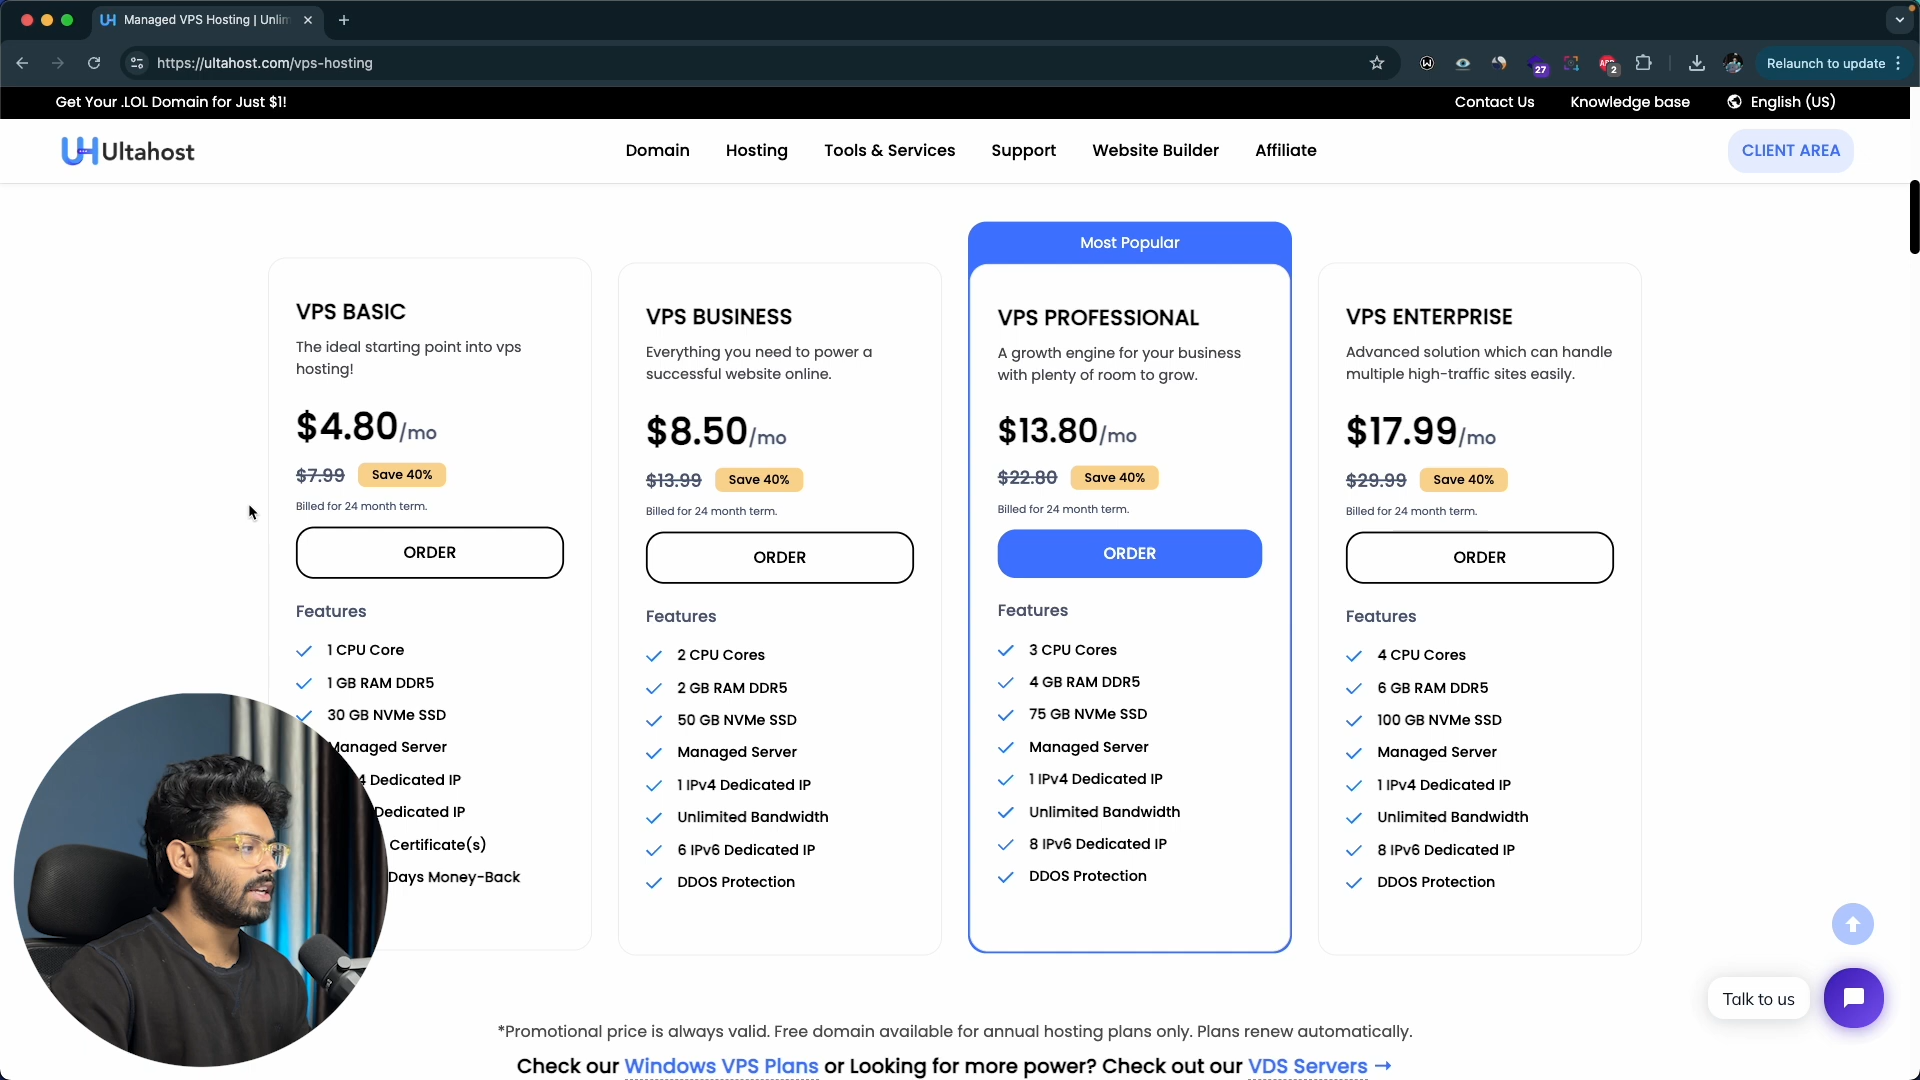 Managed VPS Hosting | Unlim
https://ultahost.com/vps-hosting
27
2
Relaunch to update
Get Your .LOL Domain for Just $1!
Contact Us
Knowledge base
English (US)
UH Ultahost
Domain
Hosting
Tools & Services
Support
Website Builder
Affiliate
CLIENT AREA
VPS BASIC
The ideal starting point into vps
hosting!
$4.80/mo
$7.99 Save 40%
Billed for 24 month term.
ORDER
Features
1 CPU Core
1 GB RAM DDR5
30 GB NVMe SSD
Managed Server
4 Dedicated IP
Dedicated IP
Certificate(s)
Days Money-Back
VPS BUSINESS
Everything you need to power a
successful website online.
$8.50/mo
$13.99 Save 40%
Billed for 24 month term.
ORDER
Features
2 CPU Cores
2 GB RAM DDR5
50 GB NVMe SSD
Managed Server
1 IPv4 Dedicated IP
Unlimited Bandwidth
6 IPv6 Dedicated IP
DDOS Protection
Most Popular
VPS PROFESSIONAL
A growth engine for your business
with plenty of room to grow.
$13.80/mo
$22.80 Save 40%
Billed for 24 month term.
ORDER
Features
3 CPU Cores
4 GB RAM DDR5
75 GB NVMe SSD
Managed Server
1 IPv4 Dedicated IP
Unlimited Bandwidth
8 IPv6 Dedicated IP
DDOS Protection
VPS ENTERPRISE
Advanced solution which can handle
multiple high-traffic sites easily.
$17.99/mo
$29.99 Save 40%
Billed for 24 month term.
ORDER
Features
4 CPU Cores
6 GB RAM DDR5
100 GB NVMe SSD
Managed Server
1 IPv4 Dedicated IP
Unlimited Bandwidth
8 IPv6 Dedicated IP
DDOS Protection
Talk to us
*Promotional price is always valid. Free domain available for annual hosting plans only. Plans renew automatically.
Check our Windows VPS Plans or Looking for more power? Check out our VDS Servers →